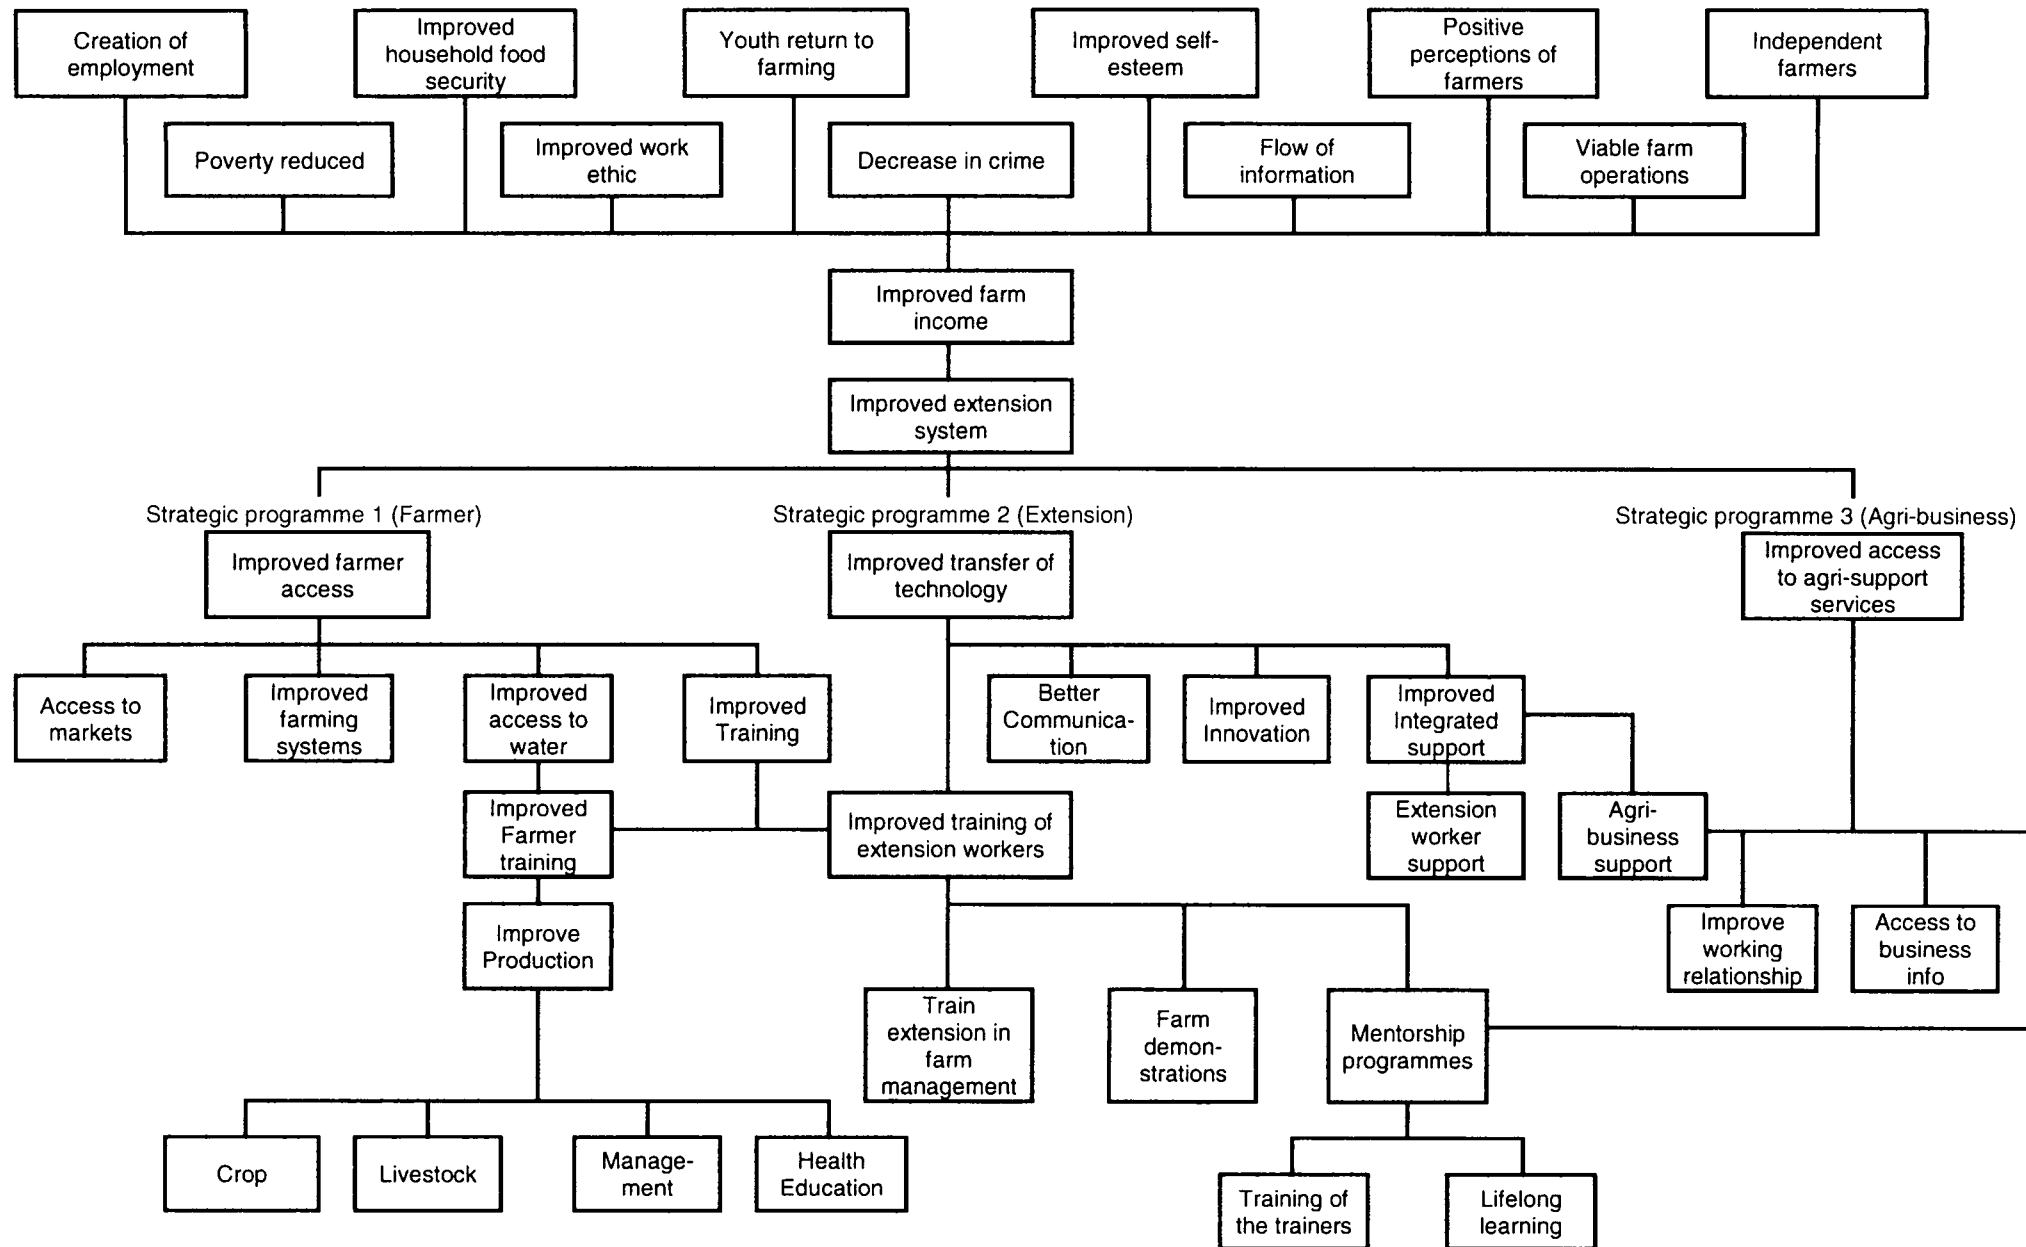 Creation of
employment
Improved
household food
security
Youth return to
farming
Improved self-
esteem
Positive
perceptions of
farmers
Independent
farmers
Poverty reduced
Improved work
ethic
Decrease in crime
Flow of
information
Viable farm
operations
Improved farm
income
Improved extension
system
Strategic programme 1 (Farmer)
Strategic programme 2 (Extension)
Strategic programme 3 (Agri-business)
Improved farmer
access
Improved transfer of
technology
Improved access
to agri-support
services
Access to
markets
Improved
farming
systems
Improved
access to
water
Improved
Training
Better
Communica-
tion
Improved
Innovation
Improved
Integrated
support
Improved
Farmer
training
Improved training of
extension workers
Extension
worker
support
Agri-
business
support
Improve
Production
Improve
working
relationship
Access to
business
info
Train
extension in
farm
management
Farm
demon-
strations
Mentorship
programmes
Crop
Livestock
Manage-
ment
Health
Education
Training of
the trainers
Lifelong
learning